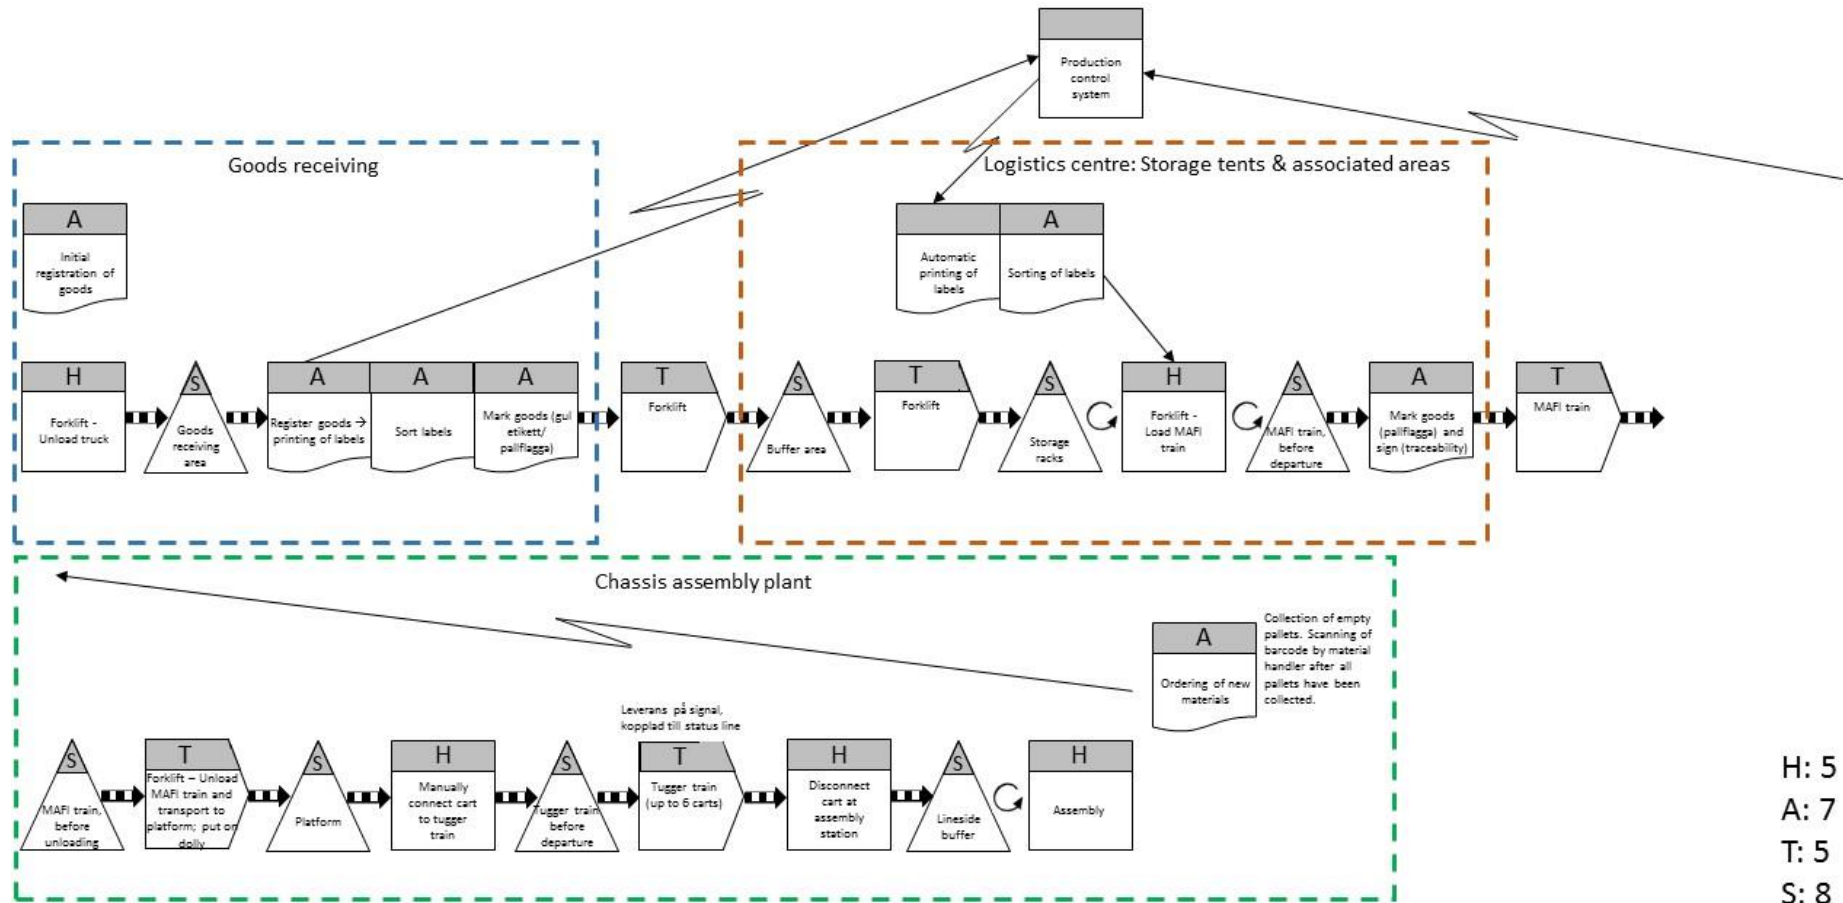 Production
control
system
Goods receiving
Logistics centre: Storage tents & associated areas
A
Initial
registration of
goods
Automatic
printing of
labels
A
Sorting of labels
H
Forklift -
Unload truck
S
Goods
receiving
area
A
Register goods →
printing of labels
A
Sort labels
A
Mark goods (gul
etikett/
pallflagga)
T
Forklift
S
Buffer area
T
Forklift
S
Storage
racks
H
Forklift -
Load MAFI
train
S
MAFI train,
before
departure
A
Mark goods
(pallflagga) and
sign (traceability)
T
MAFI train
Chassis assembly plant
A
Ordering of new
materials
Collection of empty
pallets. Scanning of
barcode by material
handler after all
pallets have been
collected.
Leverans på signal,
kopplad till status line
S
MAFI train,
before
unloading
T
Forklift – Unload
MAFI train and
transport to
platform; put on
dolly
S
Platform
H
Manually
connect cart
to tugger
train
S
Tugger train
before
departure
T
Tugger train
(up to 6 carts)
H
Disconnect
cart at
assembly
station
S
Lineside
buffer
H
Assembly
H: 5
A: 7
T: 5
S: 8